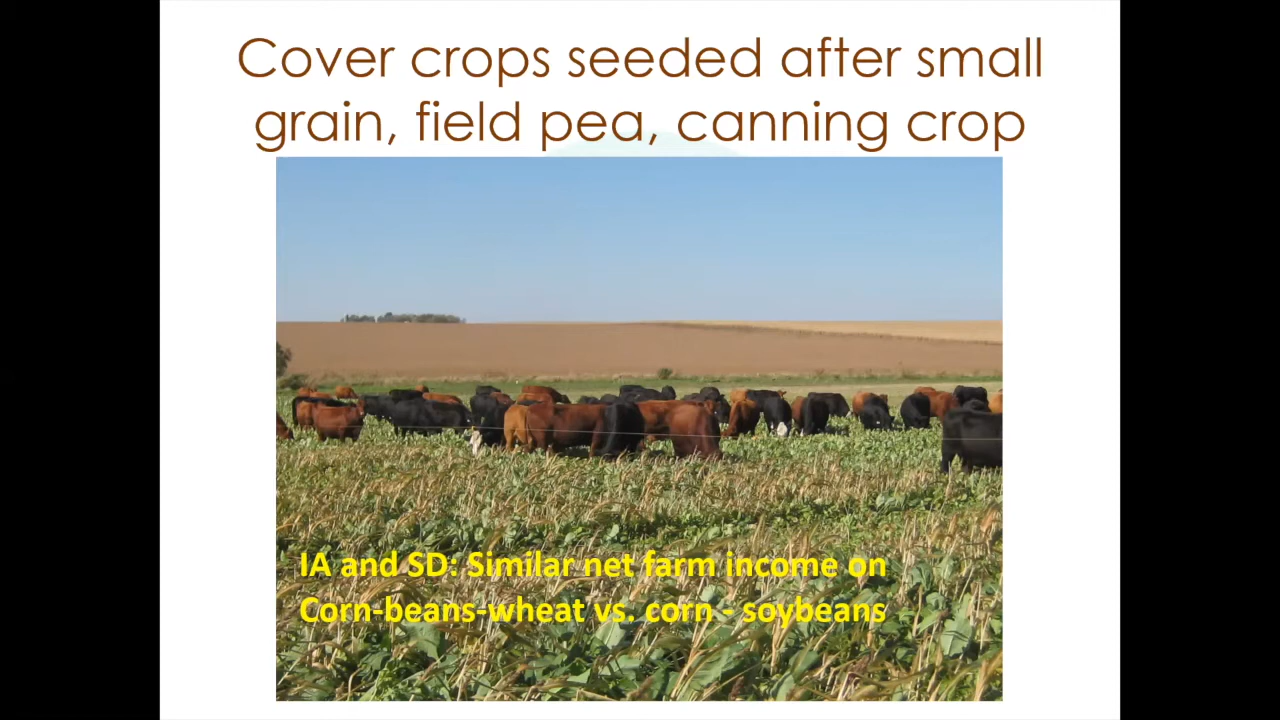 Cover crops seeded after small
grain, field pea, canning crop
IA and SD: Similar net farm income on
Corn-beans-wheat vs. corn - soybeans